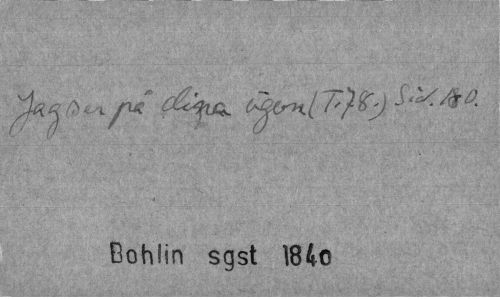 Jag ser på dina ögon (T.78.) Sid. 180.
Bohlin sgst 1840